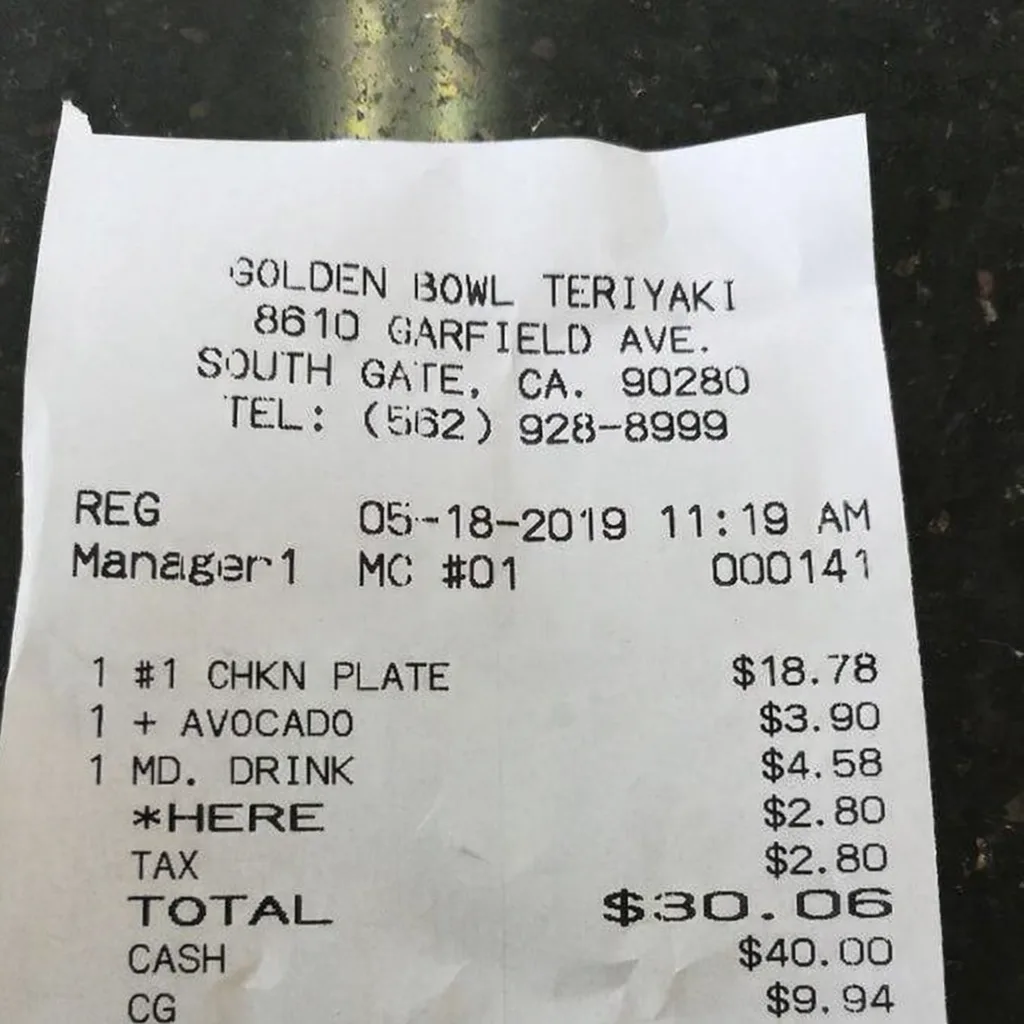 GOLDEN BOWL TERIYAKI
8610 GARFIELD AVE.
SOUTH GATE, CA. 90280
TEL: (562) 928-8999
REG 05-18-2019 11:19 AM
Manager1 MC #01 000141
1 #1 CHKN PLATE $18.78
1 + AVOCADO $3.90
1 MD. DRINK $4.58
*HERE $2.80
TAX $2.80
TOTAL $30.06
CASH $40.00
CG $9.94